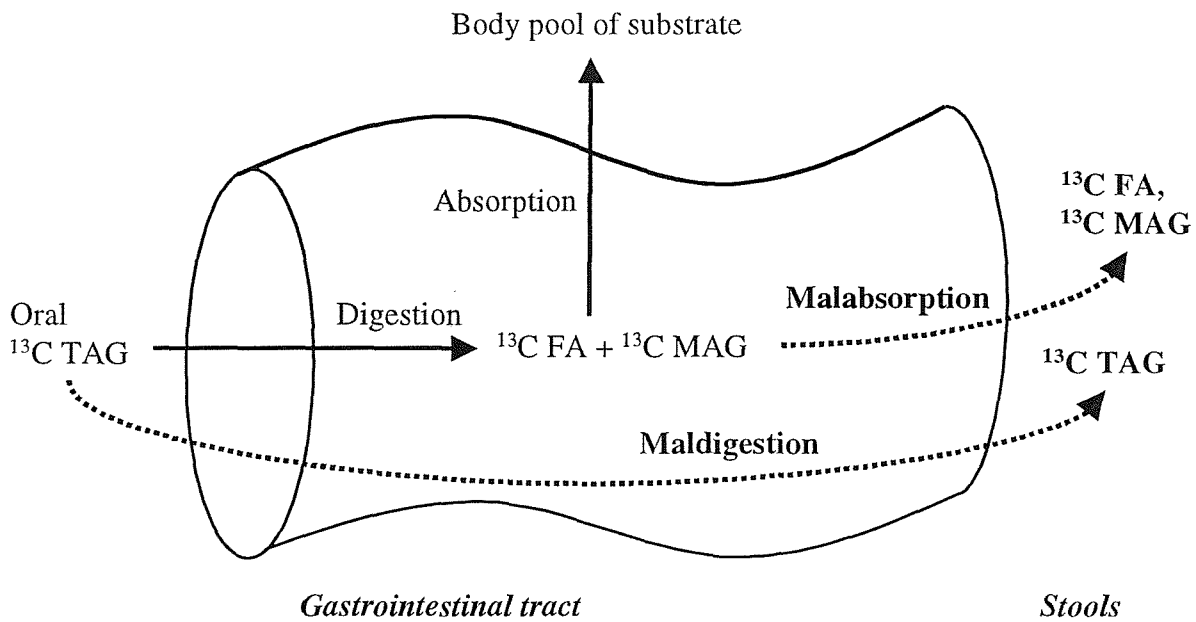 Body pool of substrate
Absorption
¹³C FA,
¹³C MAG
Oral
¹³C TAG
Digestion
¹³C FA + ¹³C MAG
Malabsorption
¹³C TAG
Maldigestion
Gastrointestinal tract
Stools